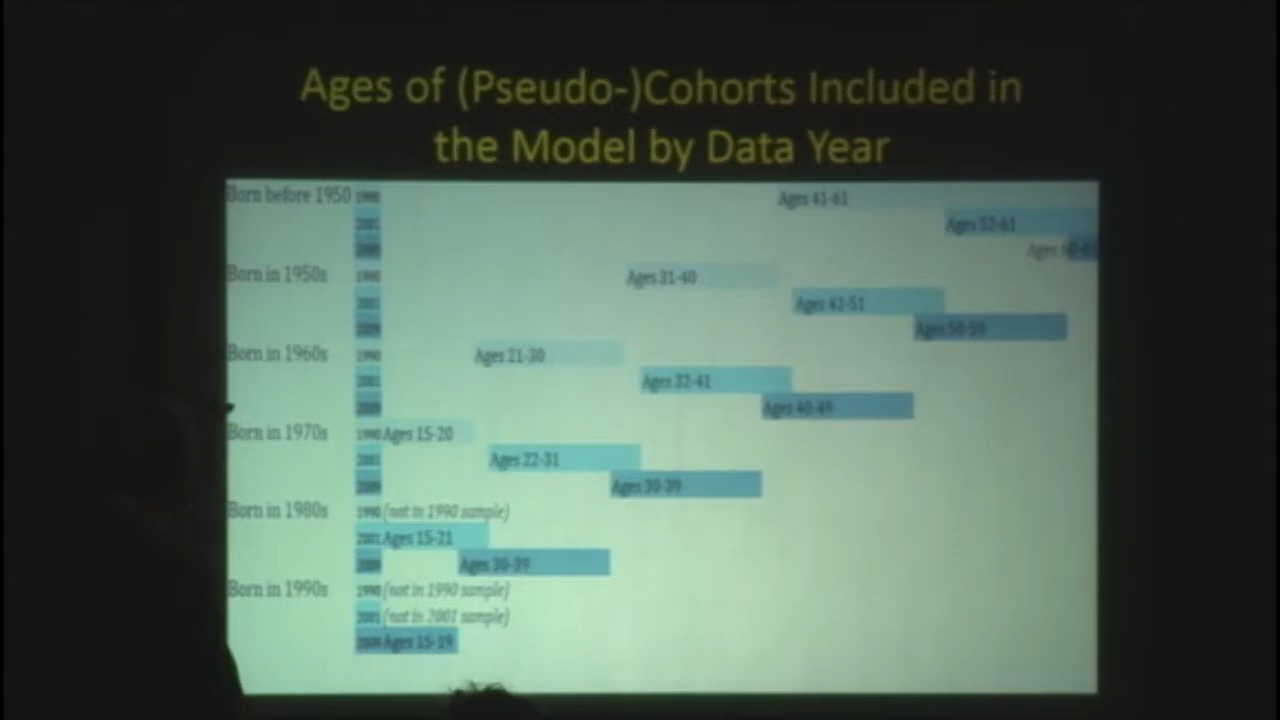 Ages of (Pseudo-)Cohorts Included in
the Model by Data Year
Born before 1950 1990 Ages 41-61
2001 Ages 52-61
2009 Ages
Born in 1950s 1990 Ages 31-40
2001 Ages 42-51
2009 Ages 50-59
Born in 1960s 1990 Ages 21-30
2001 Ages 32-41
2009 Ages 40-49
Born in 1970s 1990 Ages 15-20
2001 Ages 22-31
2009 Ages 30-39
Born in 1980s 1990 (not in 1990 sample)
2001 Ages 15-21
2009 Ages 30-39
Born in 1990s 1990 (not in 1990 sample)
2001 (not in 2001 sample)
2009 Ages 15-19